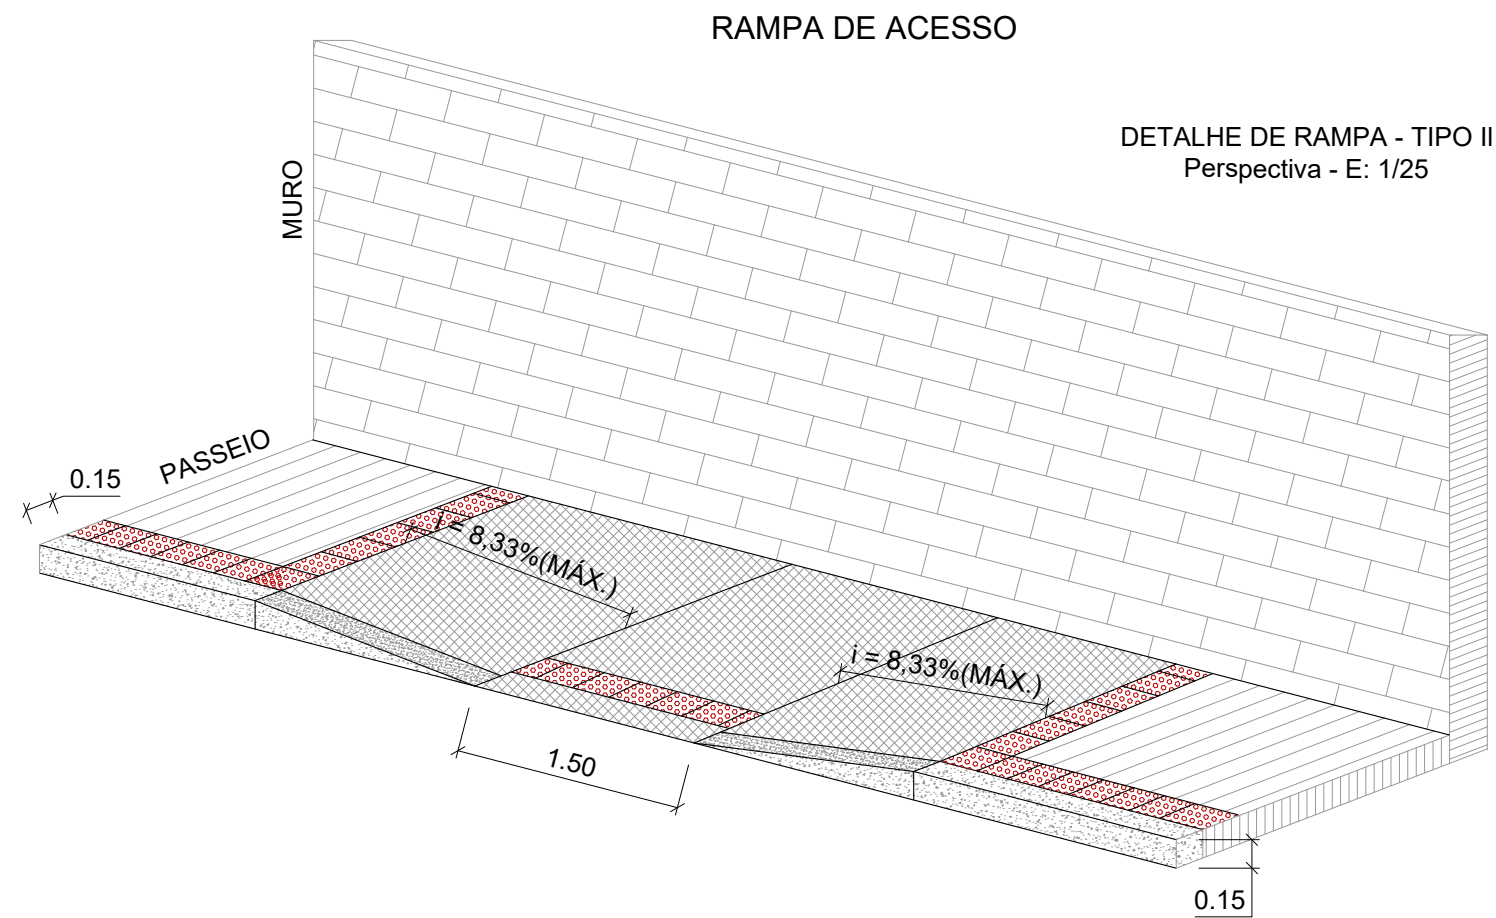 RAMPA DE ACESSO
DETALHE DE RAMPA - TIPO II
Perspectiva - E: 1/25
MURO
PASSEIO
0.15
i = 8,33%(MÁX.)
i = 8,33%(MÁX.)
1.50
0.15